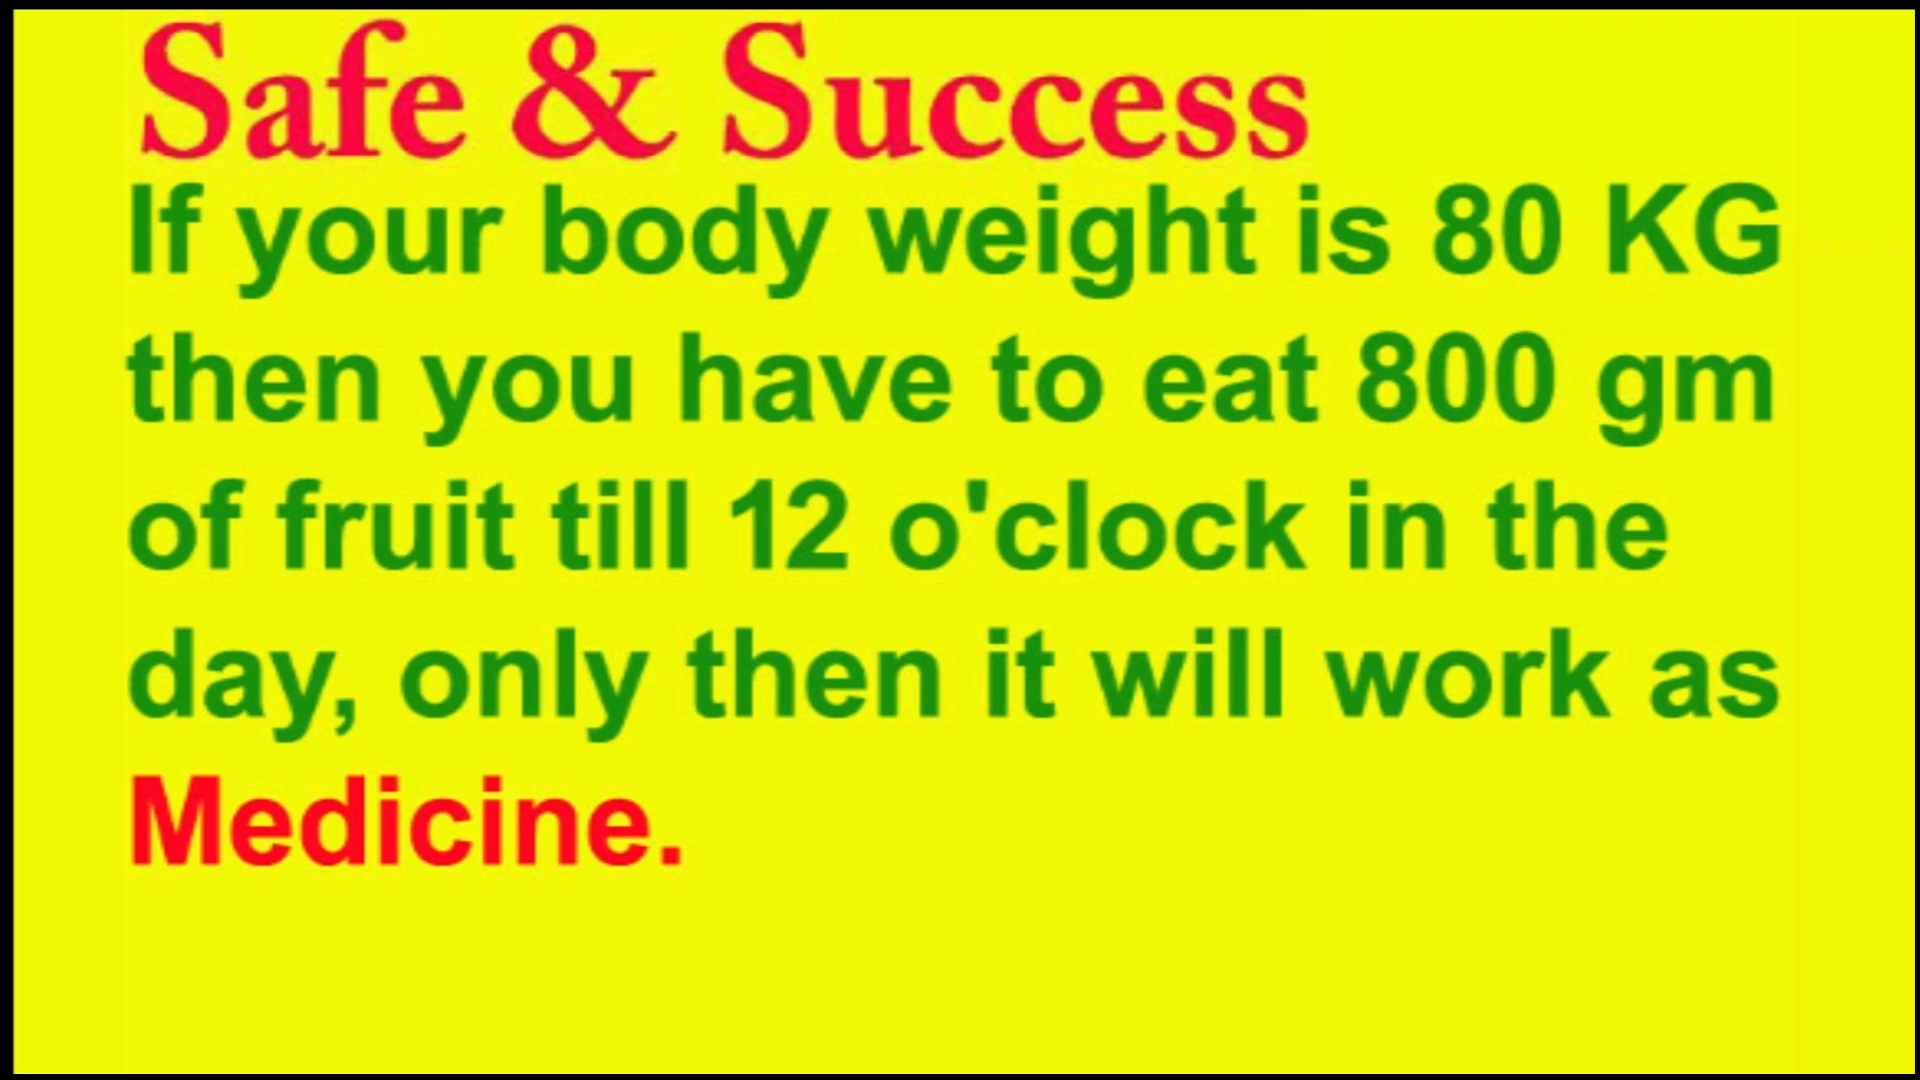 Safe & Success
If your body weight is 80 KG
then you have to eat 800 gm
of fruit till 12 o'clock in the
day, only then it will work as
Medicine.